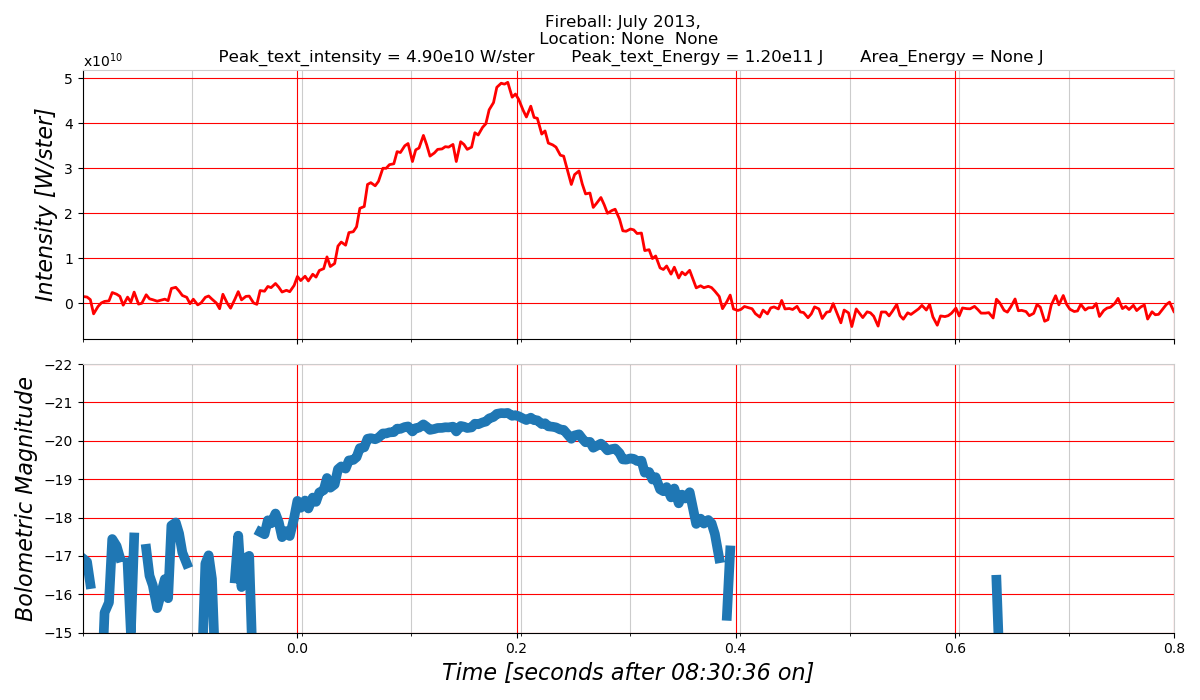 Fireball: July 2013,
Location: None None
Peak_text_intensity = 4.90e10 W/ster Peak_text_Energy = 1.20e11 J Area_Energy = None J
x10¹⁰
5
4
3
2
1
0
Intensity [W/ster]
−22
−21
−20
−19
−18
−17
−16
−15
Bolometric Magnitude
0.0 0.2 0.4 0.6 0.8
Time [seconds after 08:30:36 on]